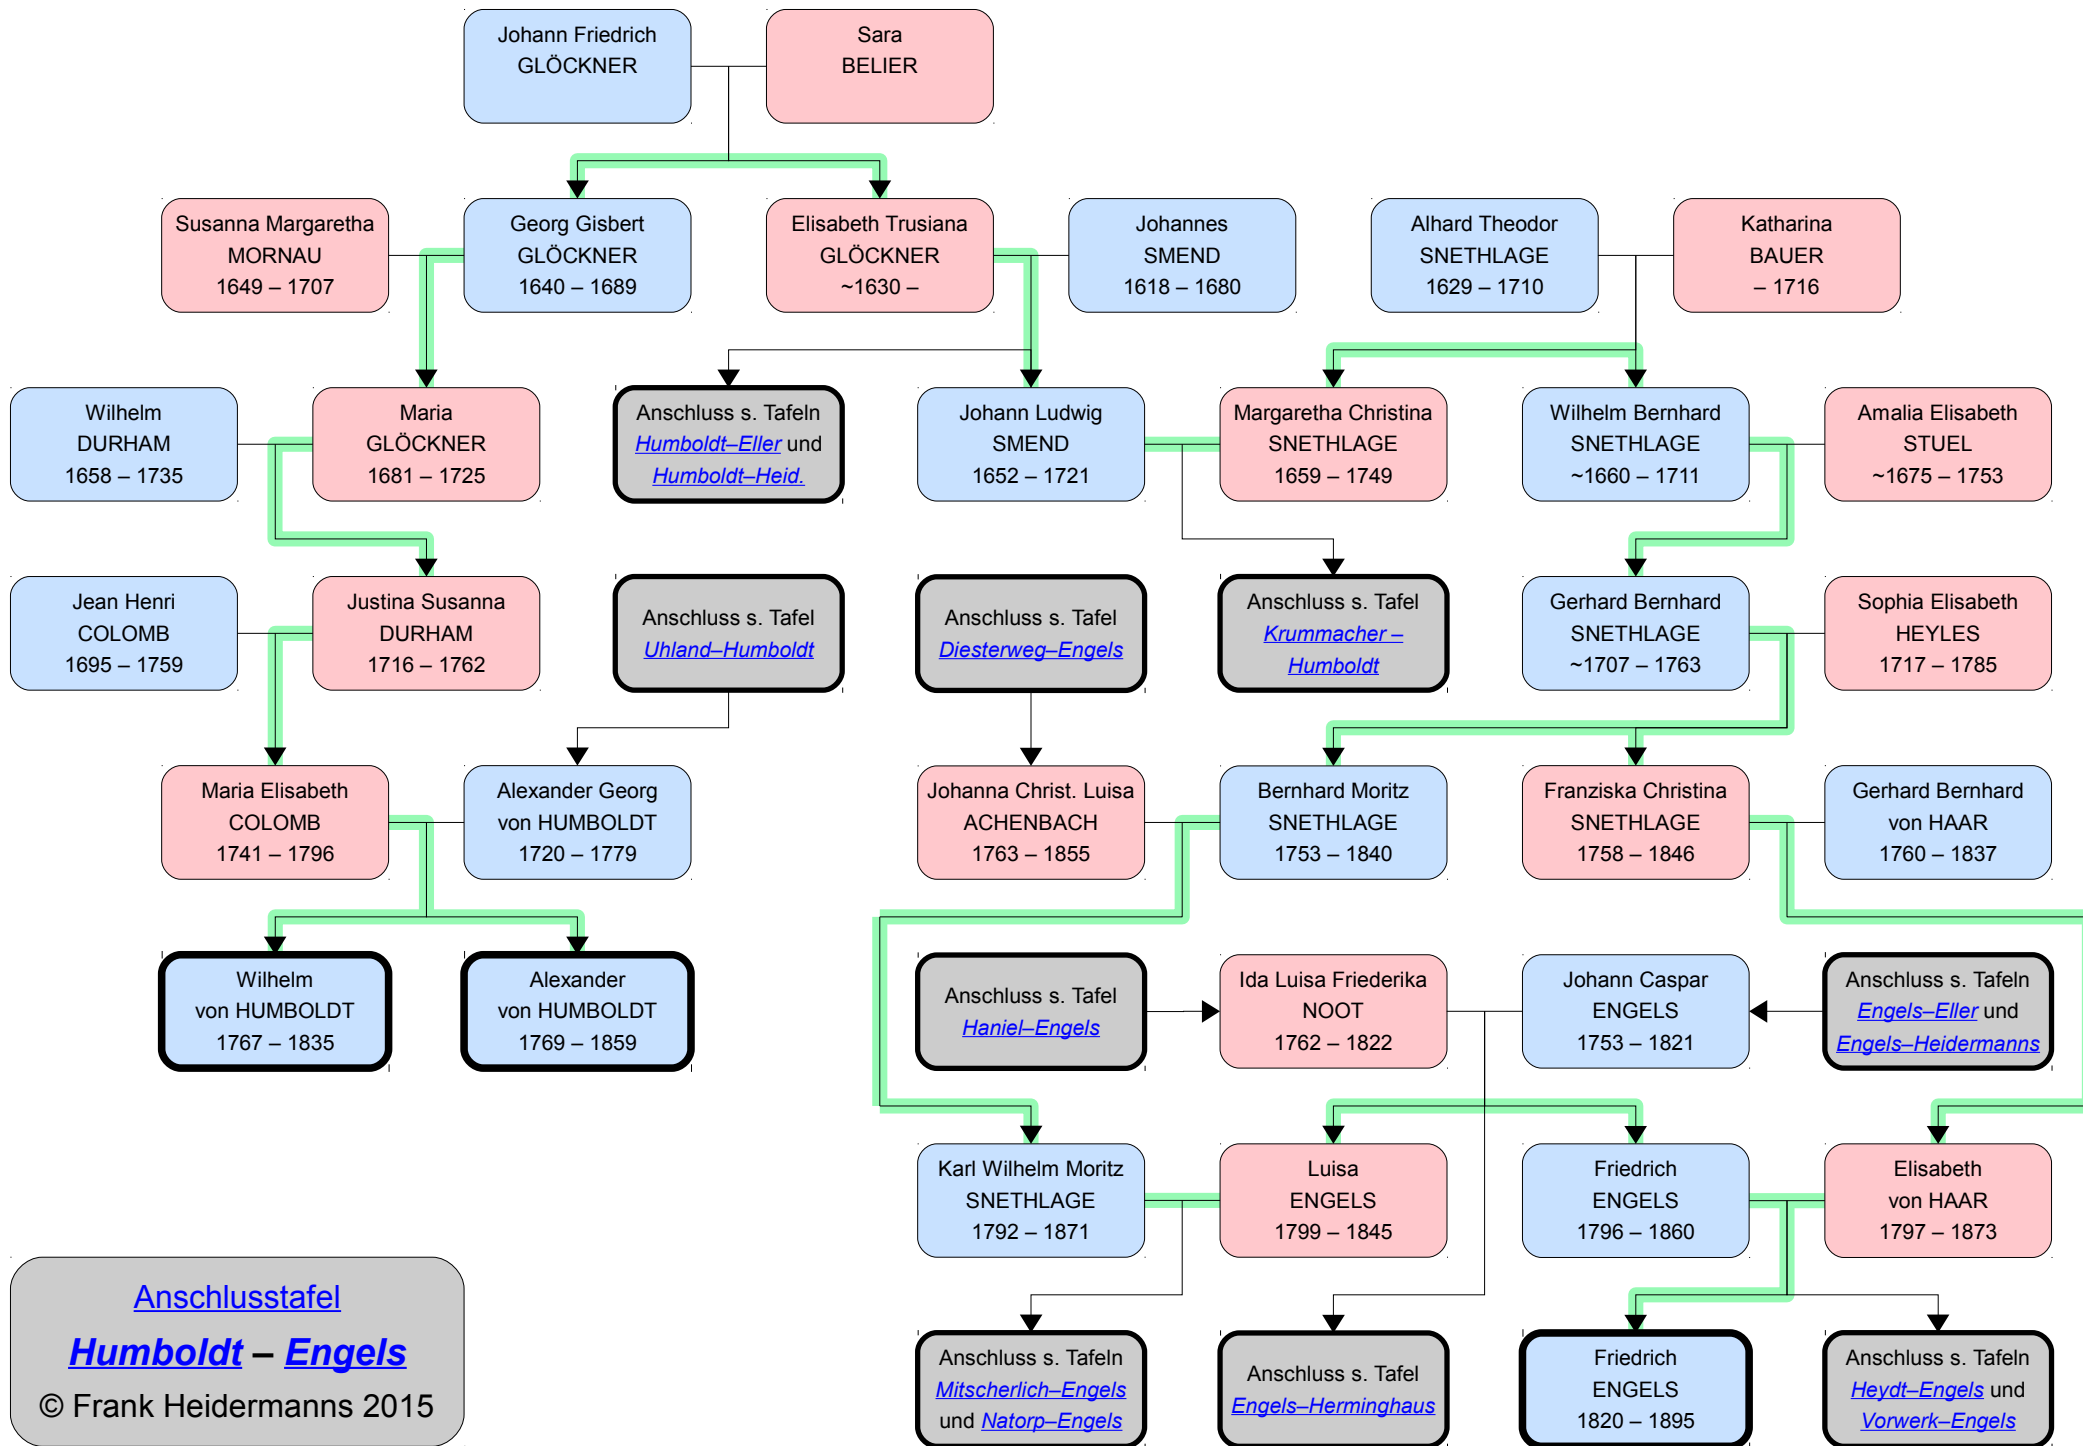 Johann Friedrich
GLÖCKNER
Sara
BELIER
Susanna Margaretha
MORNAU
1649 – 1707
Georg Gisbert
GLÖCKNER
1640 – 1689
Elisabeth Trusiana
GLÖCKNER
~1630 –
Johannes
SMEND
1618 – 1680
Alhard Theodor
SNETHLAGE
1629 – 1710
Katharina
BAUER
– 1716
Wilhelm
DURHAM
1658 – 1735
Maria
GLÖCKNER
1681 – 1725
Anschluss s. Tafeln
Humboldt–Eller und
Humboldt–Heid.
Johann Ludwig
SMEND
1652 – 1721
Margaretha Christina
SNETHLAGE
1659 – 1749
Wilhelm Bernhard
SNETHLAGE
~1660 – 1711
Amalia Elisabeth
STUEL
~1675 – 1753
Jean Henri
COLOMB
1695 – 1759
Justina Susanna
DURHAM
1716 – 1762
Anschluss s. Tafel
Uhland–Humboldt
Anschluss s. Tafel
Diesterweg–Engels
Anschluss s. Tafel
Krummacher –
Humboldt
Gerhard Bernhard
SNETHLAGE
~1707 – 1763
Sophia Elisabeth
HEYLES
1717 – 1785
Maria Elisabeth
COLOMB
1741 – 1796
Alexander Georg
von HUMBOLDT
1720 – 1779
Johanna Christ. Luisa
ACHENBACH
1763 – 1855
Bernhard Moritz
SNETHLAGE
1753 – 1840
Franziska Christina
SNETHLAGE
1758 – 1846
Gerhard Bernhard
von HAAR
1760 – 1837
Wilhelm
von HUMBOLDT
1767 – 1835
Alexander
von HUMBOLDT
1769 – 1859
Anschluss s. Tafel
Haniel–Engels
Ida Luisa Friederika
NOOT
1762 – 1822
Johann Caspar
ENGELS
1753 – 1821
Anschluss s. Tafeln
Engels–Eller und
Engels–Heidermanns
Karl Wilhelm Moritz
SNETHLAGE
1792 – 1871
Luisa
ENGELS
1799 – 1845
Friedrich
ENGELS
1796 – 1860
Elisabeth
von HAAR
1797 – 1873
Anschlusstafel
Humboldt – Engels
© Frank Heidermanns 2015
Anschluss s. Tafeln
Mitscherlich–Engels
und Natorp–Engels
Anschluss s. Tafel
Engels–Herminghaus
Friedrich
ENGELS
1820 – 1895
Anschluss s. Tafeln
Heydt–Engels und
Vorwerk–Engels